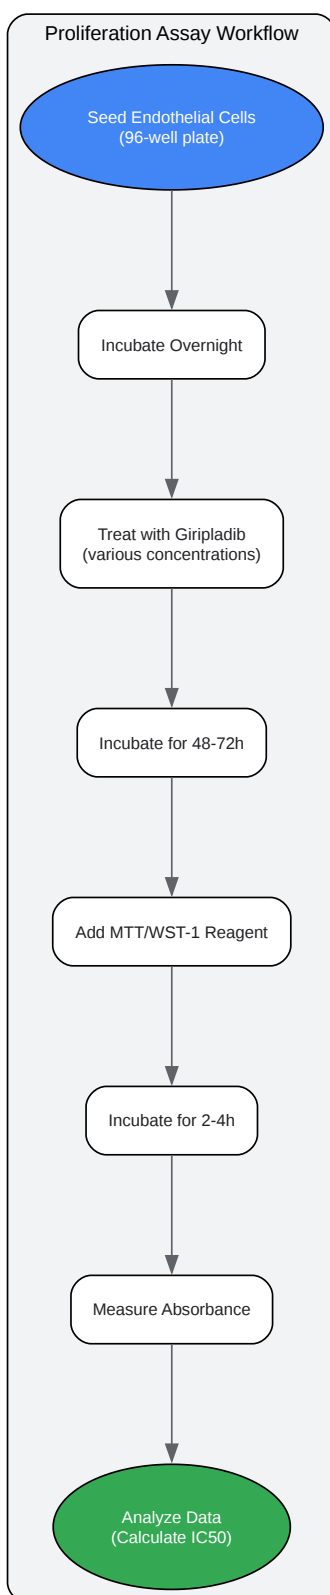 Proliferation Assay Workflow
Seed Endothelial Cells
(96-well plate)
Incubate Overnight
Treat with Giripladib
(various concentrations)
Incubate for 48-72h
Add MTT/WST-1 Reagent
Incubate for 2-4h
Measure Absorbance
Analyze Data
(Calculate IC50)